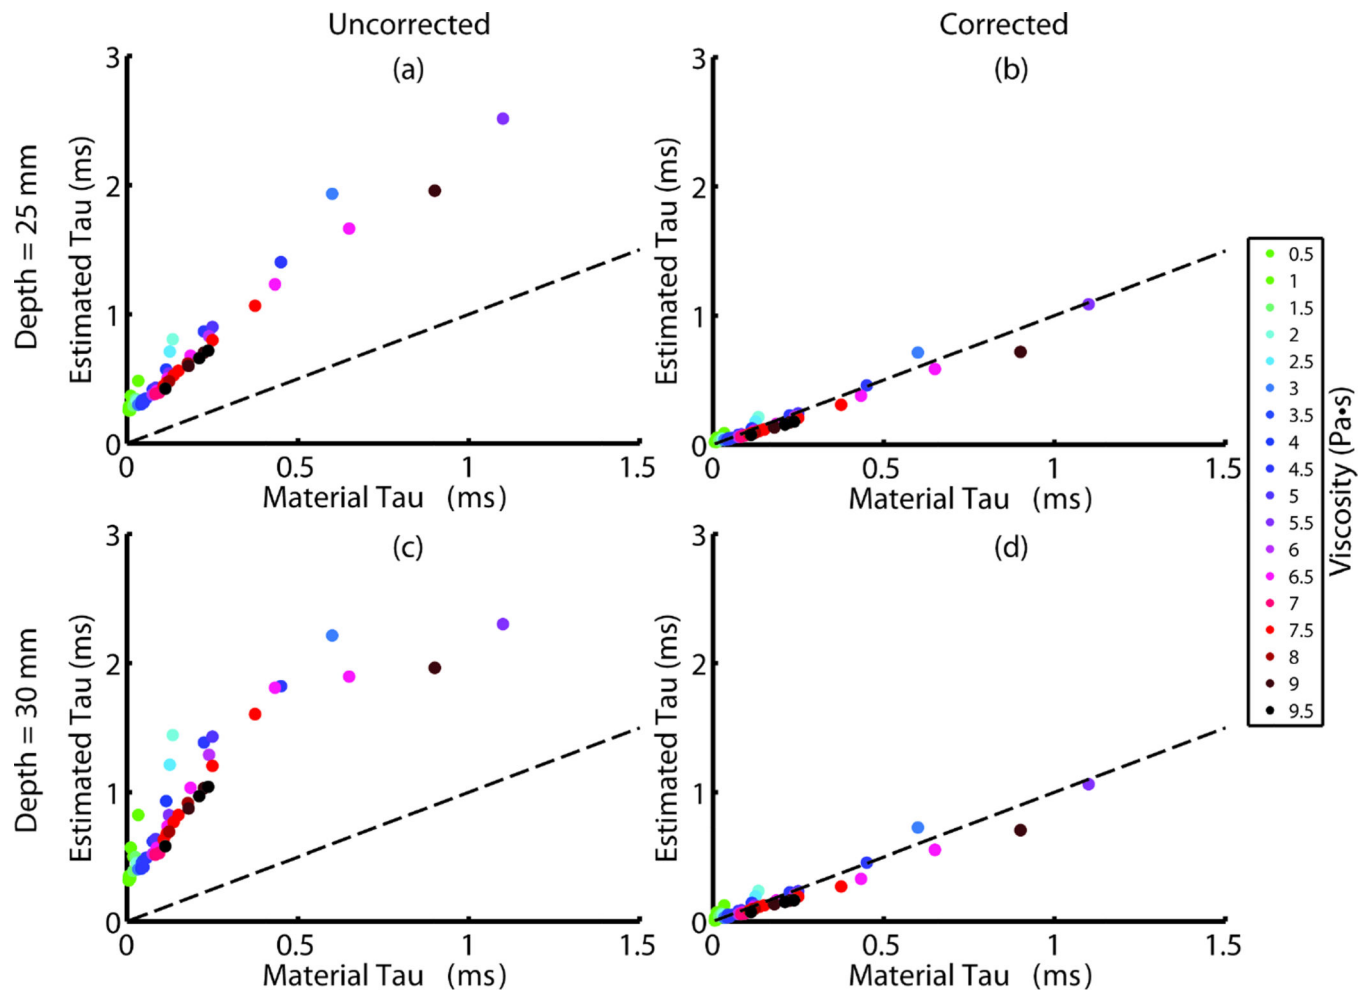 Uncorrected
Corrected
Depth = 25 mm
(a)
Estimated Tau (ms)
3
2
1
0
0 0.5 1 1.5
Material Tau (ms)
(b)
Estimated Tau (ms)
3
2
1
0
0 0.5 1 1.5
Material Tau (ms)
Depth = 30 mm
(c)
Estimated Tau (ms)
3
2
1
0
0 0.5 1 1.5
Material Tau (ms)
(d)
Estimated Tau (ms)
3
2
1
0
0 0.5 1 1.5
Material Tau (ms)
0.5
1
1.5
2
2.5
3
3.5
4
4.5
5
5.5
6
6.5
7
7.5
8
9
9.5
Viscosity (Pa•s)